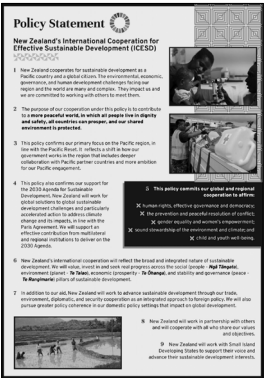 Policy Statement
New Zealand's International Cooperation for
Effective Sustainable Development (ICESD)
1 New Zealand cooperates for sustainable development as a
Pacific country and a global citizen. The environmental, economic,
governance, and human development challenges facing our
region and the world are many and complex. They impact us and
we are committed to working with others to meet them.
2 The purpose of our cooperation under this policy is to contribute
to a more peaceful world, in which all people live in dignity
and safety, all countries can prosper, and our shared
environment is protected.
3 This policy confirms our primary focus on the Pacific region, in
line with the Pacific Reset. It reflects a shift in how our
government works in the region that includes deeper
collaboration with Pacific partner countries and more ambition
for our Pacific engagement.
4 This policy also confirms our support for
the 2030 Agenda for Sustainable
Development. New Zealand will work for
global solutions to global sustainable
development challenges and particularly
accelerated action to address climate
change and its impacts, in line with the
Paris Agreement. We will support an
effective contribution from multilateral
and regional institutions to deliver on the
2030 Agenda.
5 This policy commits our global and regional
cooperation to affirm:
human rights, effective governance and democracy;
the prevention and peaceful resolution of conflict;
gender equality and women's empowerment;
sound stewardship of the environment and climate; and
child and youth well-being.
6 New Zealand's international cooperation will reflect the broad and integrated nature of sustainable
development. We will value, invest in and seek real progress across the social (people - Ngā Tāngata),
environment (planet - Te Taiao), economic (prosperity - Te Ōhanga), and stability and governance (peace -
Te Rangimarie) pillars of sustainable development.
7 In addition to our aid, New Zealand will work to advance sustainable development through our trade,
environment, diplomatic, and security cooperation as an integrated approach to foreign policy. We will also
pursue greater policy coherence in our domestic policy settings that impact on global development.
8 New Zealand will work in partnership with others
and will cooperate with all who share our values
and objectives.
9 New Zealand will work with Small Island
Developing States to support their voice and
advance their sustainable development interests.